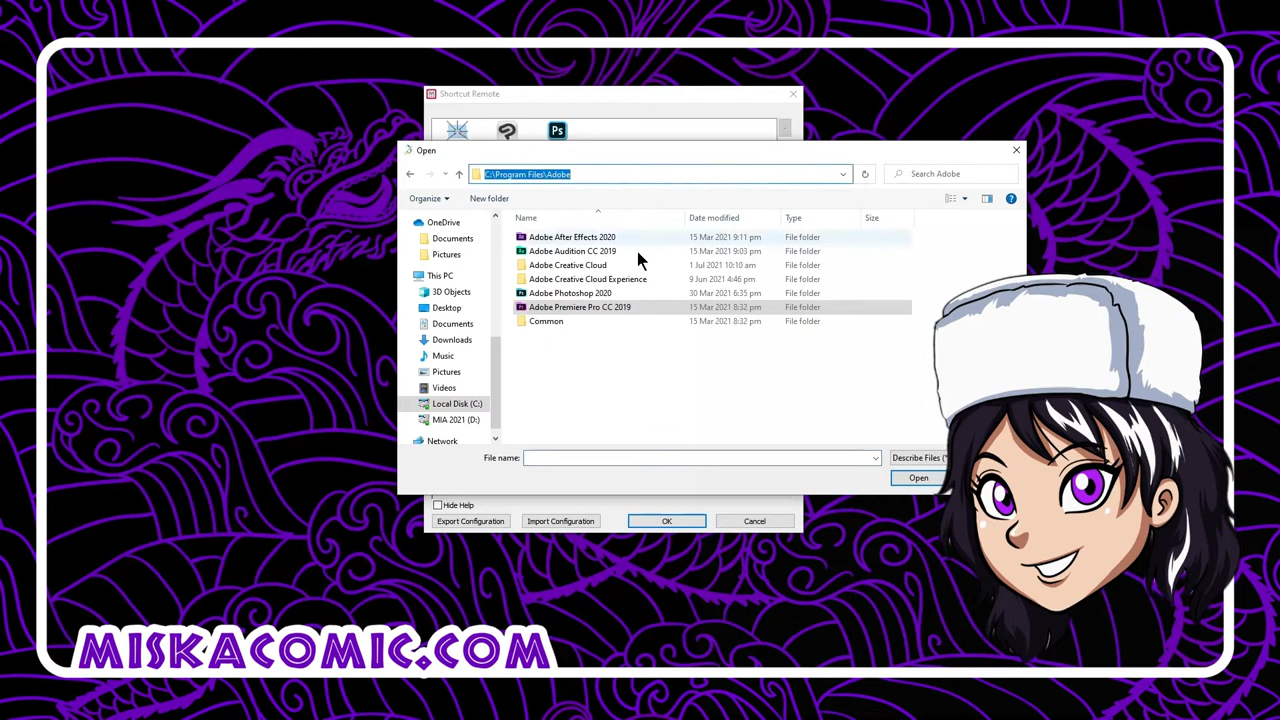 Shortcut Remote
Ps
Open
C:\Program Files\Adobe
Search Adobe
Organize
New folder
Name
Date modified
Type
Size
OneDrive
Documents
Pictures
This PC
3D Objects
Desktop
Documents
Downloads
Music
Pictures
Videos
Local Disk (C:)
MIA 2021 (D:)
Network
Adobe After Effects 2020 15 Mar 2021 9:11 pm File folder
Adobe Audition CC 2019 15 Mar 2021 9:03 pm File folder
Adobe Creative Cloud 1 Jul 2021 10:10 am File folder
Adobe Creative Cloud Experience 9 Jun 2021 4:46 pm File folder
Adobe Photoshop 2020 30 Mar 2021 6:35 pm File folder
Adobe Premiere Pro CC 2019 15 Mar 2021 8:32 pm File folder
Common 15 Mar 2021 8:32 pm File folder
File name:
Describe Files (*
Open
Hide Help
Export Configuration
Import Configuration
OK
Cancel
MISKACOMIC.COM